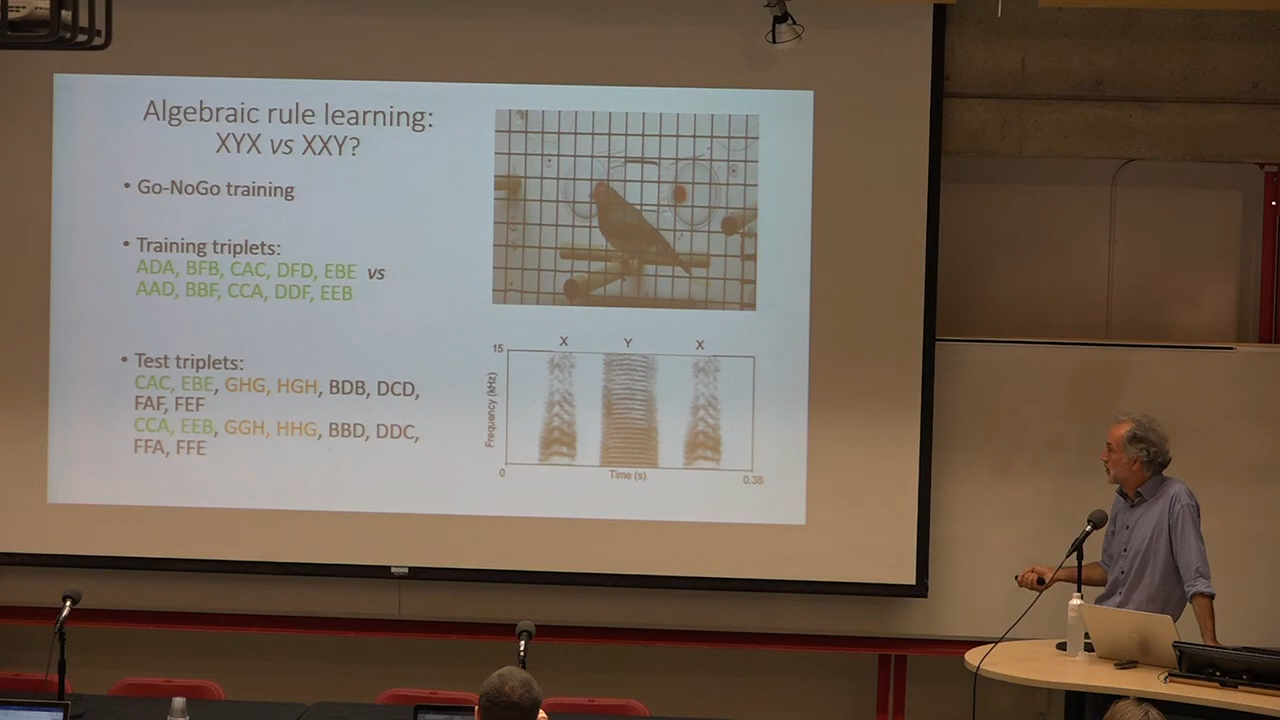 Algebraic rule learning:
XYX vs XXY?
• Go-NoGo training
• Training triplets:
ADA, BFB, CAC, DFD, EBE vs
AAD, BBF, CCA, DDF, EEB
• Test triplets:
CAC, EBE, GHG, HGH, BDB, DCD,
FAF, FEF
CCA, EEB, GGH, HHG, BBD, DDC,
FFA, FFE
X Y X
15
Frequency (kHz)
0
Time (s)
0.38